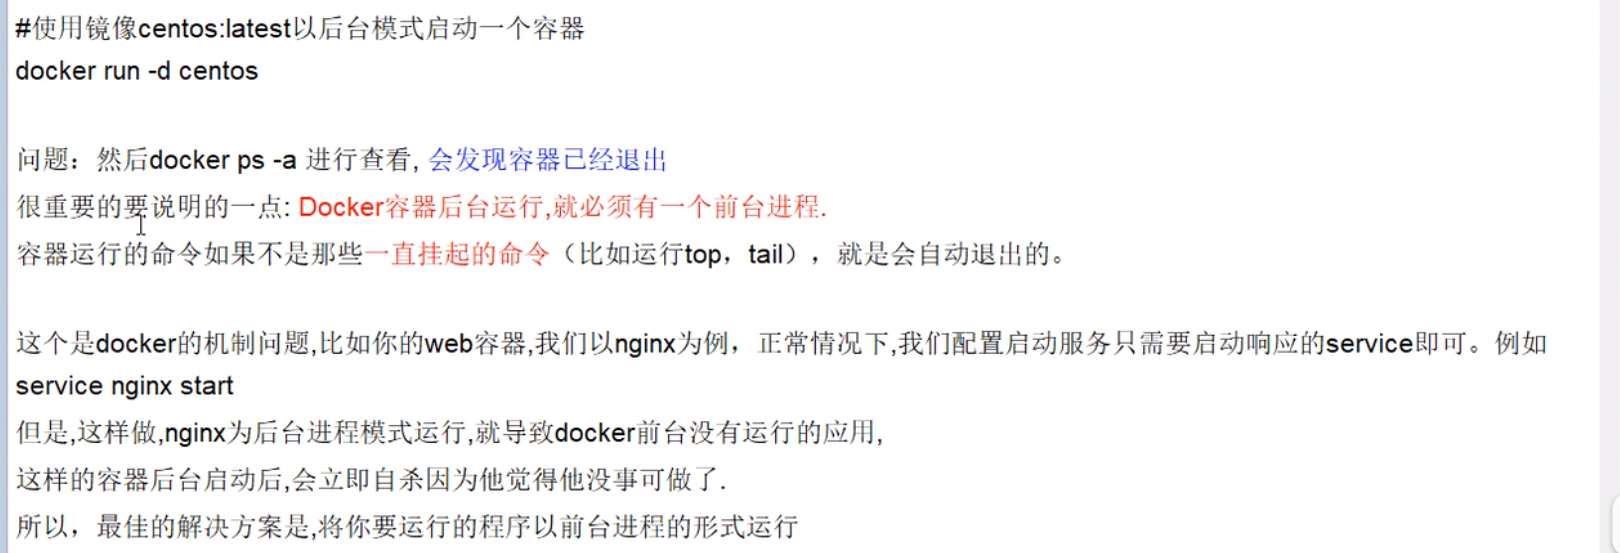 #使用镜像centos:latest以后台模式启动一个容器
docker run -d centos
问题：然后docker ps -a 进行查看, 会发现容器已经退出
很重要的要说明的一点: Docker容器后台运行,就必须有一个前台进程.
容器运行的命令如果不是那些一直挂起的命令（比如运行top，tail），就是会自动退出的。
这个是docker的机制问题,比如你的web容器,我们以nginx为例，正常情况下,我们配置启动服务只需要启动响应的service即可。例如
service nginx start
但是,这样做,nginx为后台进程模式运行,就导致docker前台没有运行的应用,
这样的容器后台启动后,会立即自杀因为他觉得他没事可做了.
所以，最佳的解决方案是,将你要运行的程序以前台进程的形式运行